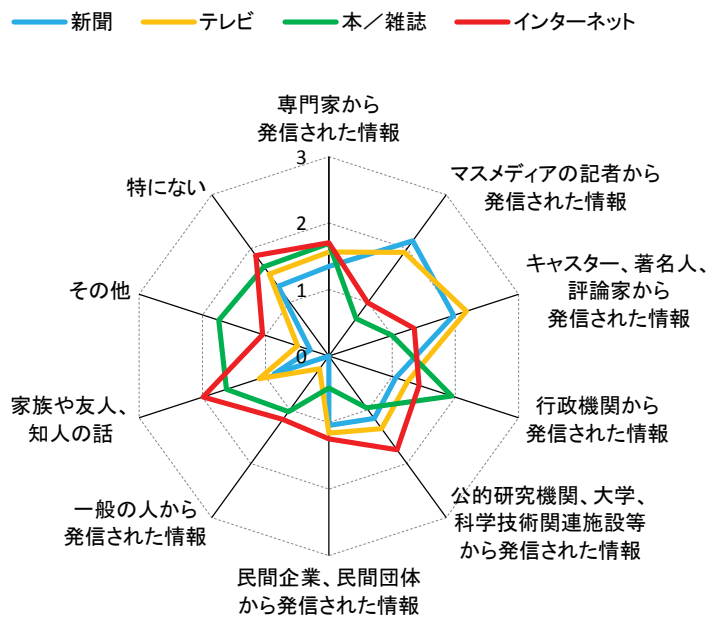 新聞
テレビ
本／雑誌
インターネット
専門家から
発信された情報
マスメディアの記者から
発信された情報
キャスター、著名人、
評論家から
発信された情報
行政機関から
発信された情報
公的研究機関、大学、
科学技術関連施設等
から発信された情報
民間企業、民間団体
から発信された情報
一般の人から
発信された情報
家族や友人、
知人の話
その他
特にない
3
2
1
0